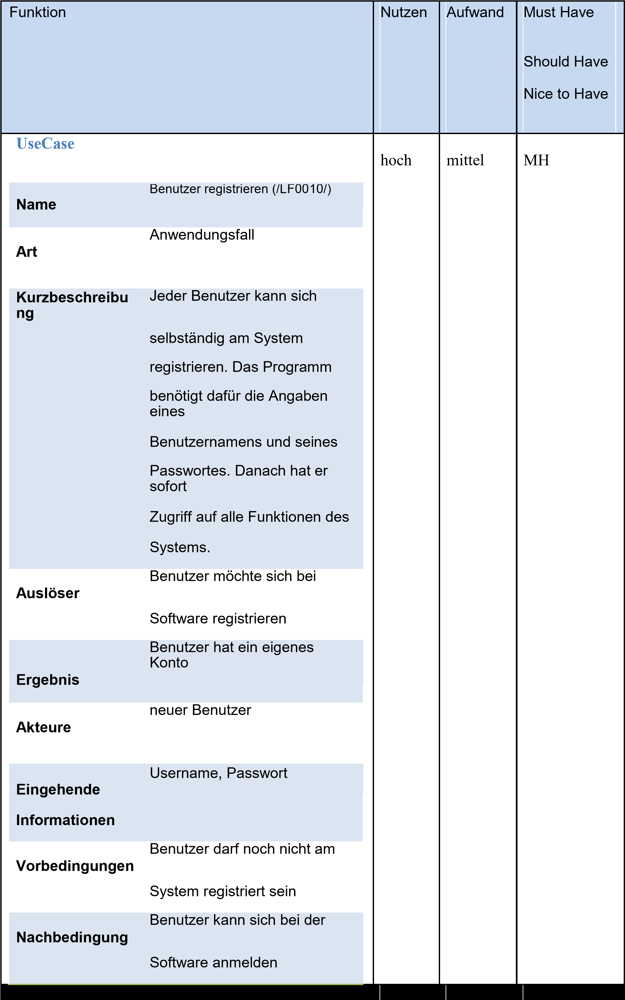 Funktion
Nutzen
Aufwand
Must Have
Should Have
Nice to Have
UseCase
hoch
mittel
MH
Benutzer registrieren (/LF0010/)
Name
Anwendungsfall
Art
Kurzbeschreibu
ng
Jeder Benutzer kann sich
selbständig am System
registrieren. Das Programm
benötigt dafür die Angaben
eines
Benutzernamens und seines
Passwortes. Danach hat er
sofort
Zugriff auf alle Funktionen des
Systems.
Benutzer möchte sich bei
Auslöser
Software registrieren
Benutzer hat ein eigenes
Konto
Ergebnis
neuer Benutzer
Akteure
Username, Passwort
Eingehende
Informationen
Benutzer darf noch nicht am
Vorbedingungen
System registriert sein
Benutzer kann sich bei der
Nachbedingung
Software anmelden